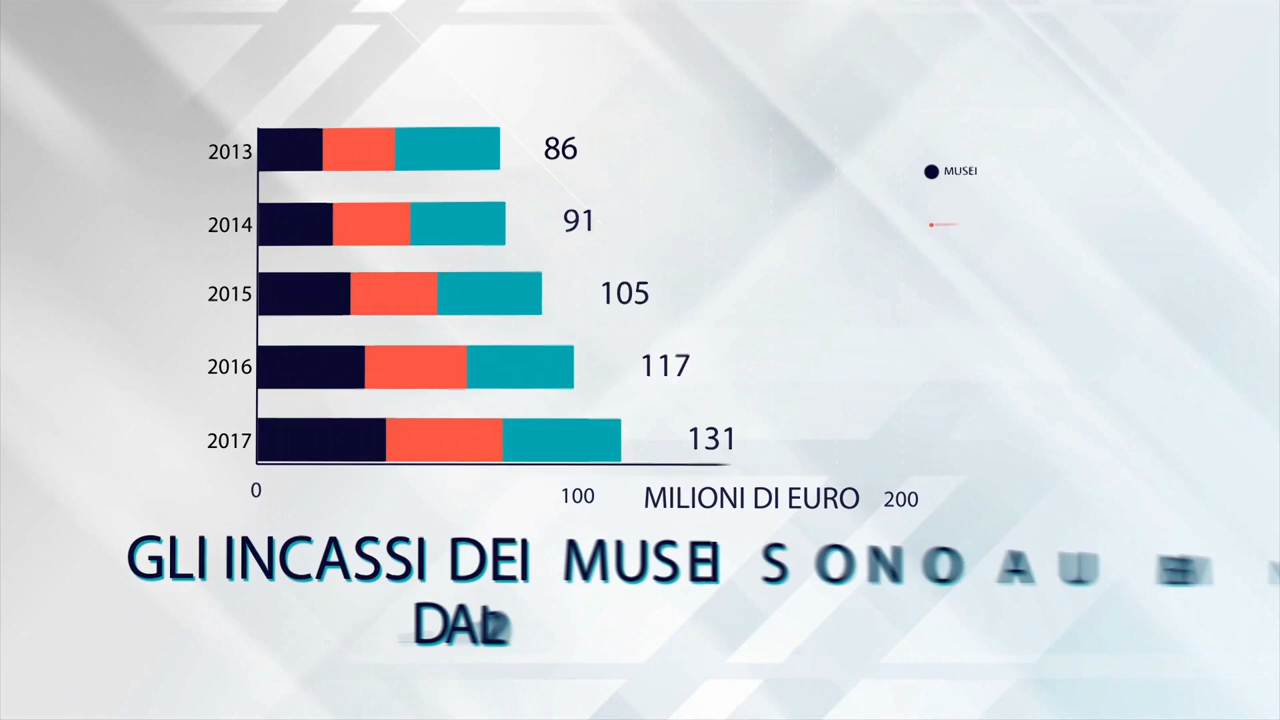 2013 86
MUSEI
2014 91
2015 105
2016 117
2017 131
0 100 MILIONI DI EURO 200
GLI INCASSI DEI MUSEI SONO